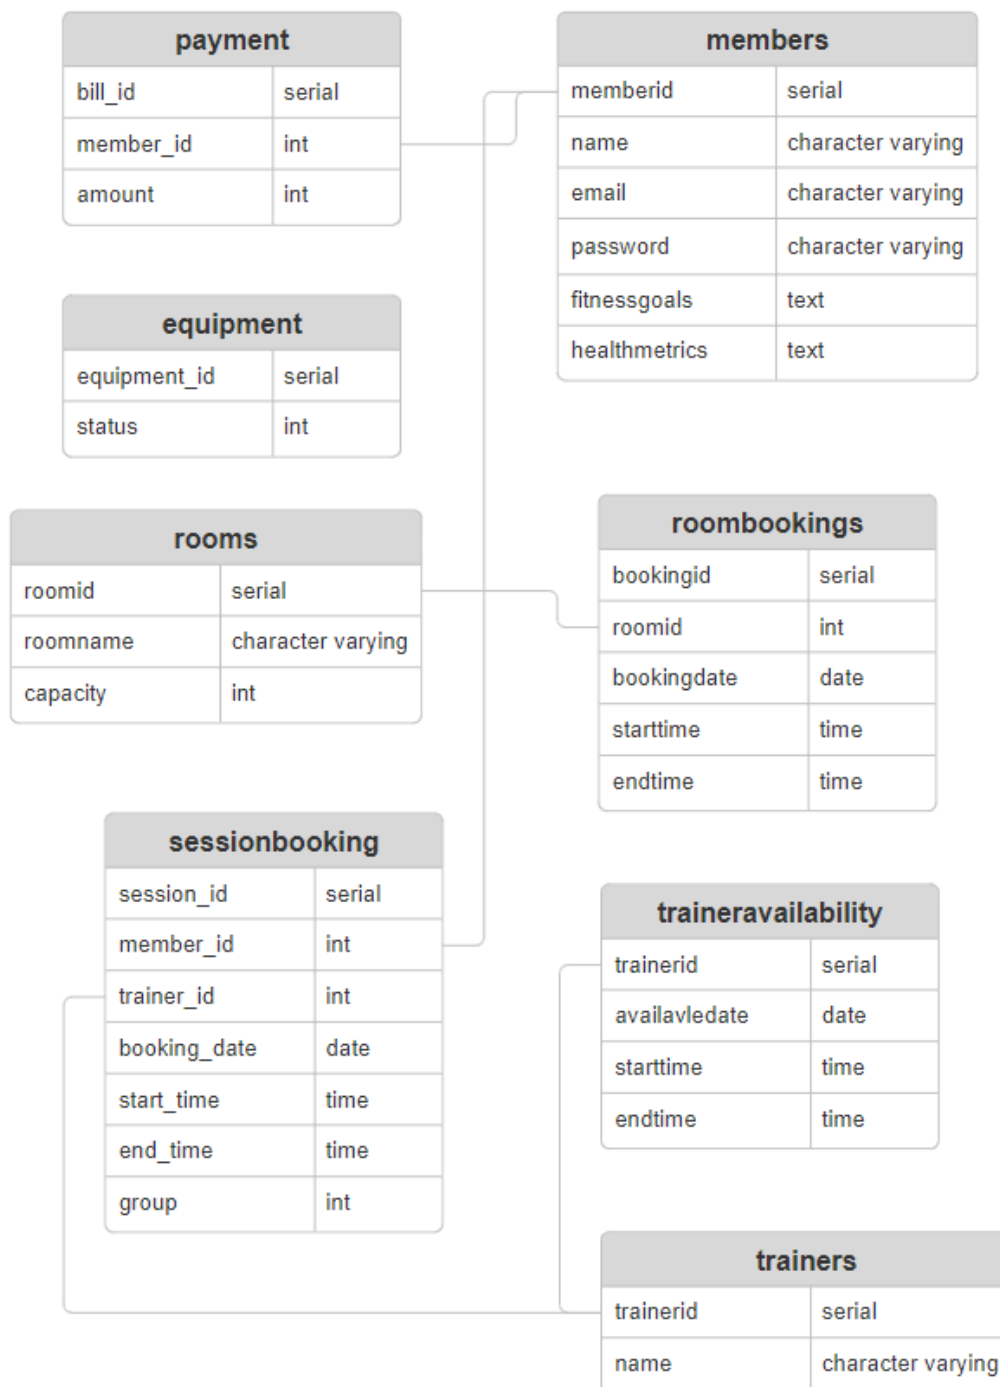 payment
bill_id serial
member_id int
amount int
members
memberid serial
name character varying
email character varying
password character varying
fitnessgoals text
healthmetrics text
equipment
equipment_id serial
status int
rooms
roomid serial
roomname character varying
capacity int
roombookings
bookingid serial
roomid int
bookingdate date
starttime time
endtime time
sessionbooking
session_id serial
member_id int
trainer_id int
booking_date date
start_time time
end_time time
group int
traineravailability
trainerid serial
availavledate date
starttime time
endtime time
trainers
trainerid serial
name character varying